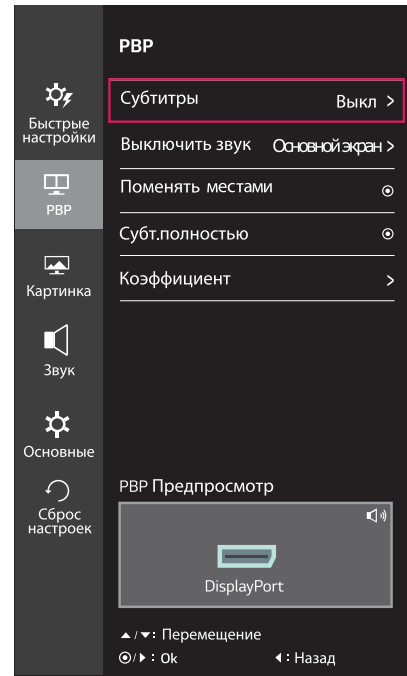 PBP
Быстрые
настройки
PBP
Картинка
Звук
Основные
Сброс
настроек
Субтитры Выкл >
Выключить звук Основной экран >
Поменять местами
Субт.полностью
Коэффициент >
PBP Предпросмотр
DisplayPort
▲/▼: Перемещение
⊙/▶ : Ok ◀ : Назад